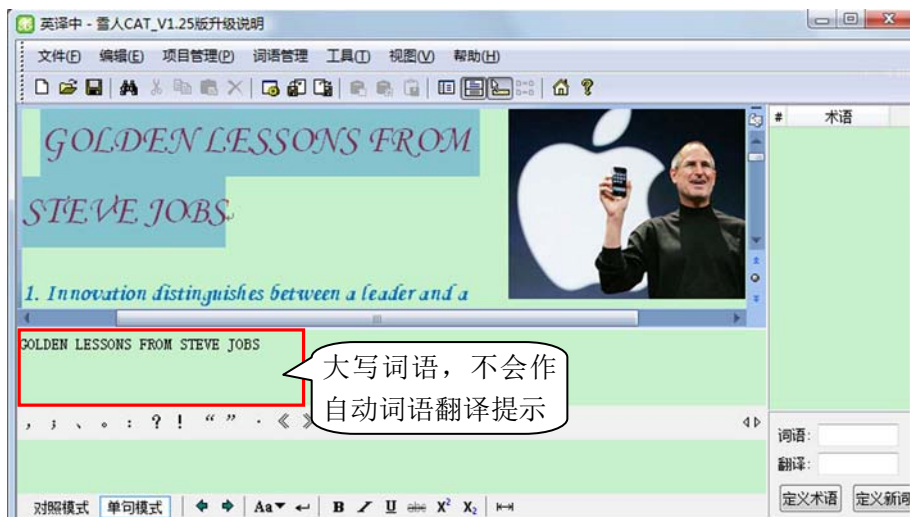 英译中 - 雪人CAT_V1.25版升级说明
文件(F) 编辑(E) 项目管理(P) 词语管理 工具(T) 视图(V) 帮助(H)
GOLDEN LESSONS FROM
STEVE JOBS
1. Innovation distinguishes between a leader and a
# 术语
GOLDEN LESSONS FROM STEVE JOBS
大写词语，不会作
自动词语翻译提示
， ； 、 。 ： ？ ！ “ ” · 《 》
词语：
翻译：
定义术语 定义新词
对照模式 单句模式 Aa B I U abc X² X₂